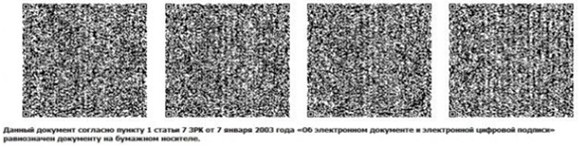 Данный документ согласно пункту 1 статьи 7 ЗРК от 7 января 2003 года «Об электронном документе и электронной цифровой подписи»
равнозначен документу на бумажном носителе.